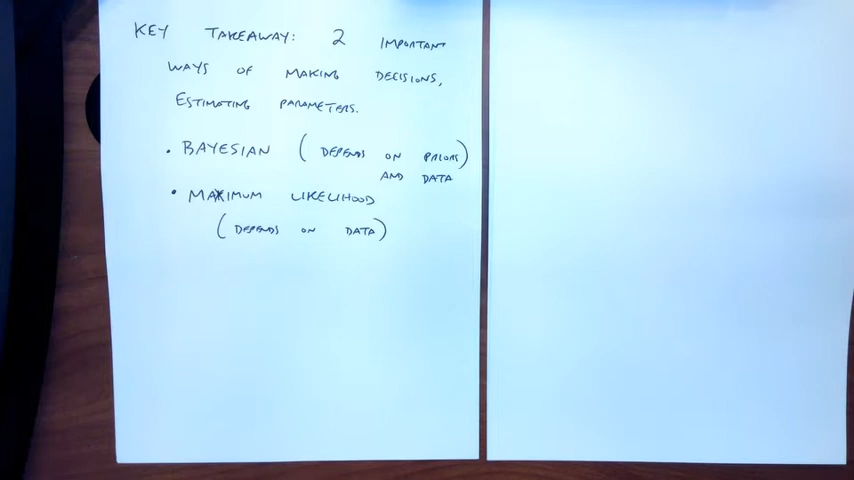 KEY TAKEAWAY: 2 IMPORTANT
WAYS OF MAKING DECISIONS,
ESTIMATING PARAMETERS.
• BAYESIAN (DEPENDS ON PRIORS)
AND DATA
• MAXIMUM LIKELIHOOD
(DEPENDS ON DATA)